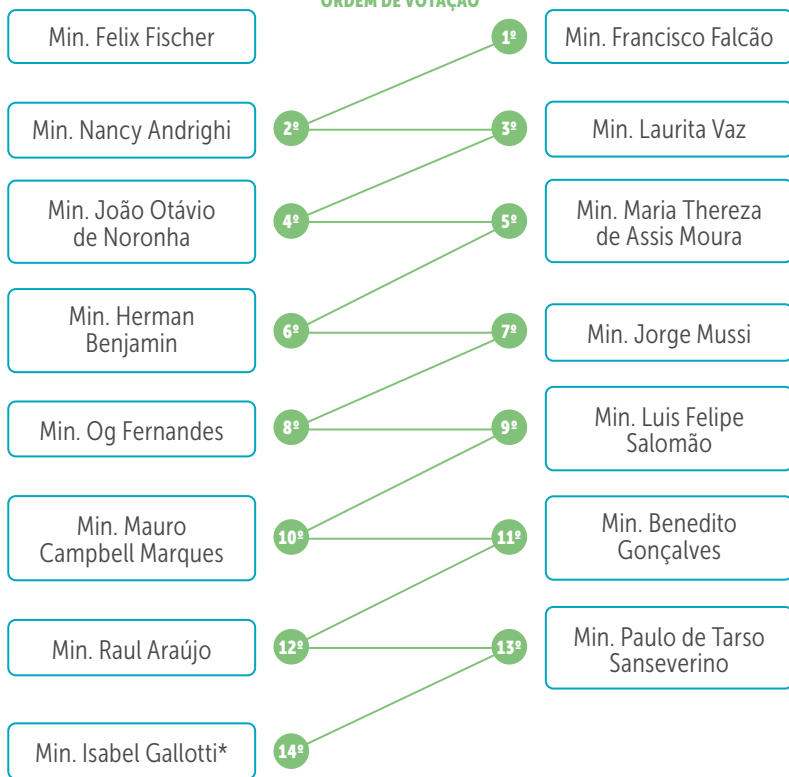 ORDEM DE VOTAÇÃO
Min. Felix Fischer
1º
Min. Francisco Falcão
Min. Nancy Andrighi
2º
3º
Min. Laurita Vaz
Min. João Otávio
de Noronha
4º
5º
Min. Maria Thereza
de Assis Moura
Min. Herman
Benjamin
6º
7º
Min. Jorge Mussi
Min. Og Fernandes
8º
9º
Min. Luis Felipe
Salomão
Min. Mauro
Campbell Marques
10º
11º
Min. Benedito
Gonçalves
Min. Raul Araújo
12º
13º
Min. Paulo de Tarso
Sanseverino
Min. Isabel Gallotti*
14º